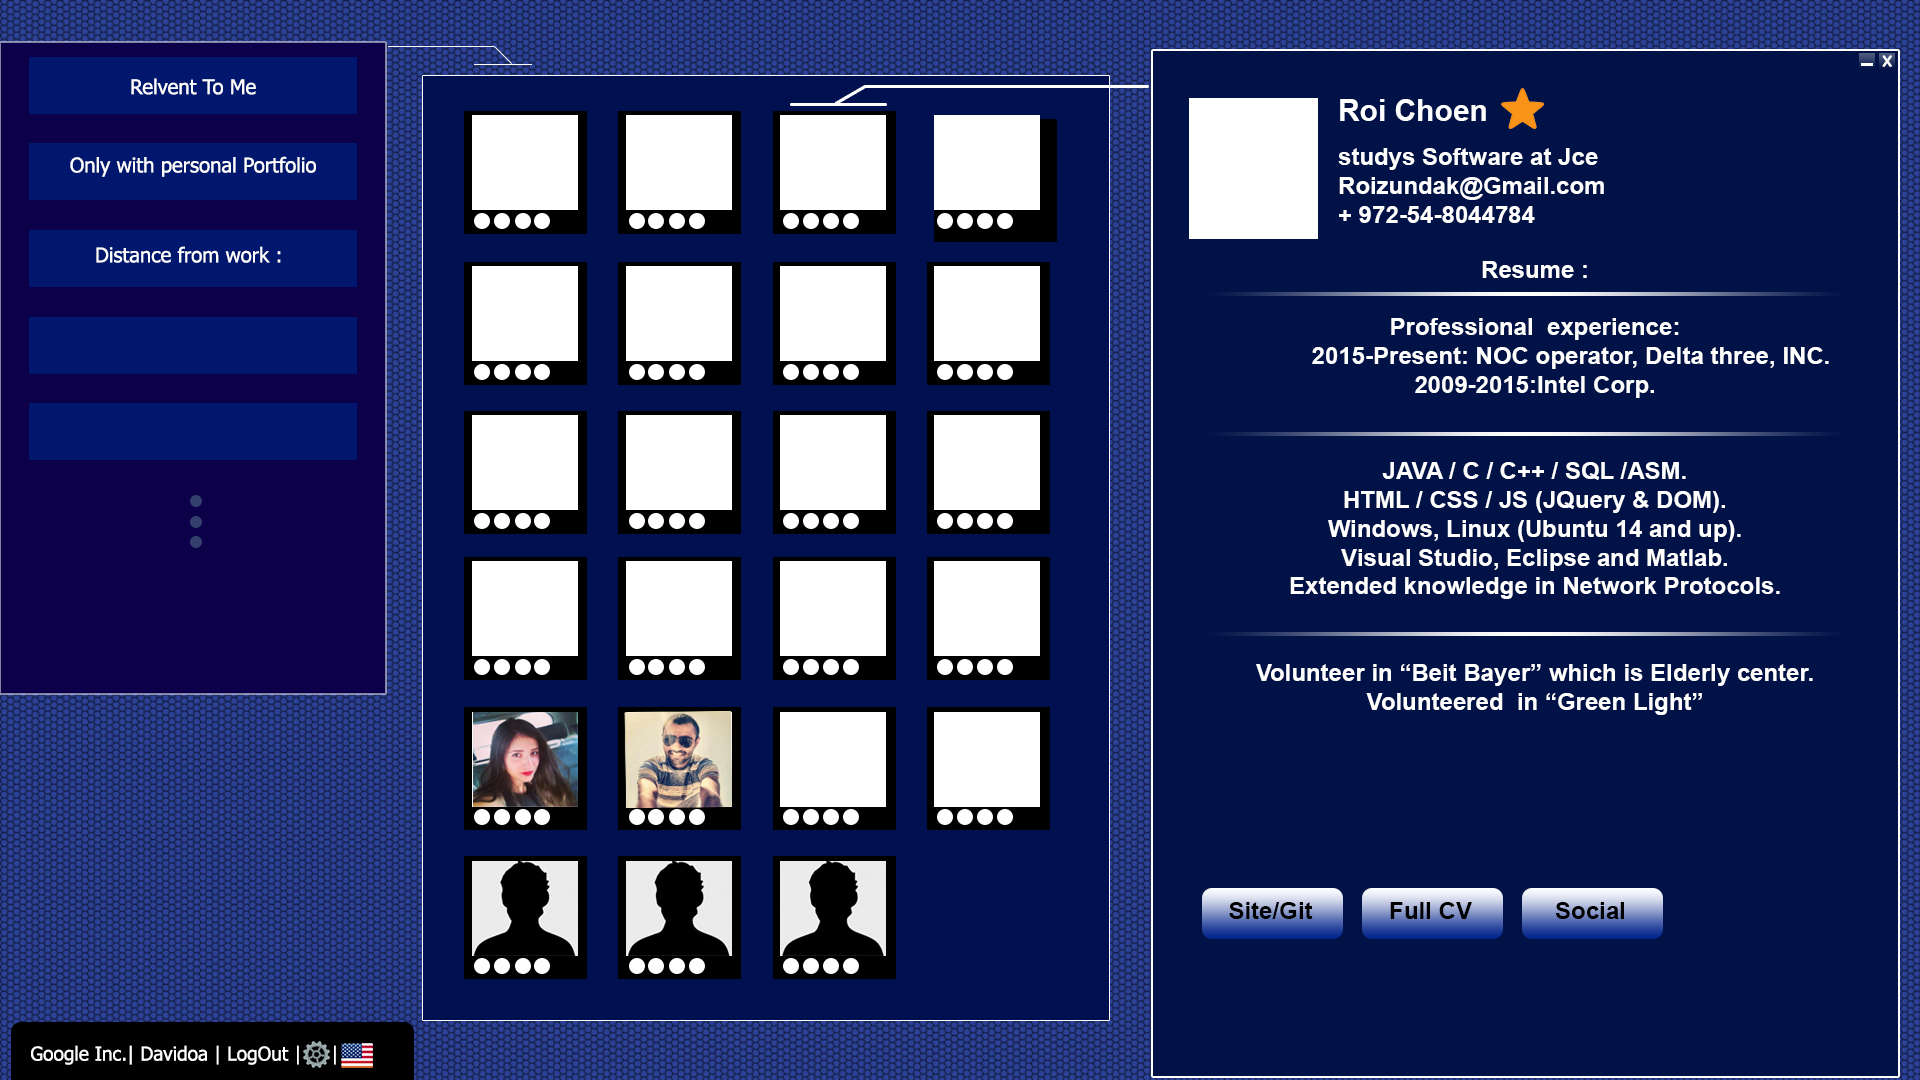 Relvent To Me
Only with personal Portfolio
Distance from work :
Google Inc.| Davidoa | LogOut | |
X
Roi Choen
studys Software at Jce
Roizundak@Gmail.com
+ 972-54-8044784
Resume :
Professional experience:
2015-Present: NOC operator, Delta three, INC.
2009-2015:Intel Corp.
JAVA / C / C++ / SQL /ASM.
HTML / CSS / JS (JQuery & DOM).
Windows, Linux (Ubuntu 14 and up).
Visual Studio, Eclipse and Matlab.
Extended knowledge in Network Protocols.
Volunteer in “Beit Bayer” which is Elderly center.
Volunteered in “Green Light”
Site/Git
Full CV
Social